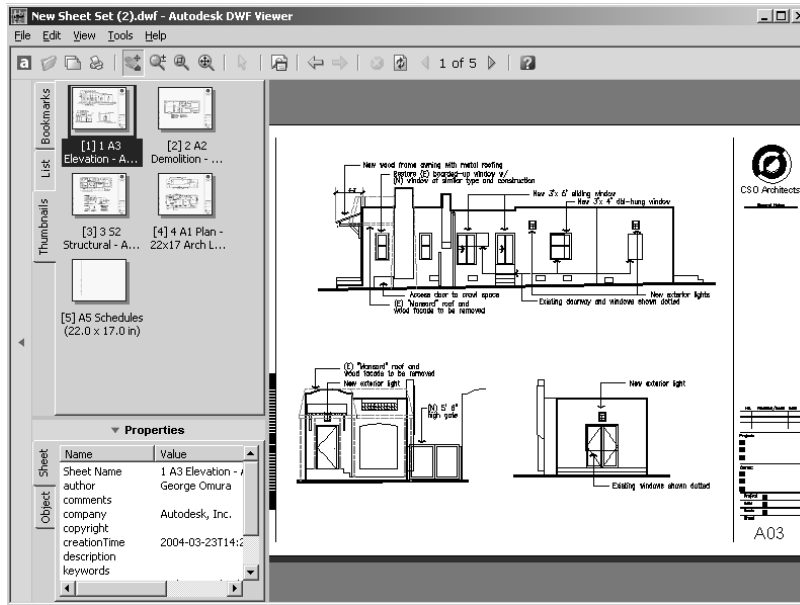 New Sheet Set (2).dwf - Autodesk DWF Viewer
File Edit View Tools Help
1 of 5
Bookmarks
List
Thumbnails
[1] 1 A3
Elevation - A...
[2] 2 A2
Demolition - ...
[3] 3 S2
Structural - A...
[4] 4 A1 Plan -
22x17 Arch L...
[5] A5 Schedules
(22.0 x 17.0 in)
Properties
Sheet
Object
Name Value
Sheet Name 1 A3 Elevation -
author George Omura
comments
company Autodesk, Inc.
copyright
creationTime 2004-03-23T14:2
description
keywords
New wood frame awning with metal roofing
Restore (E) boarded-up window w/
(N) window of similar type and construction
New 3'x 6' sliding window
New 3'x 4' dbl-hung window
Access door to crawl space
(E) "Mansard" roof and
wood facade to be removed
New exterior lights
Existing doorway and windows shown dotted
(E) "Mansard" roof and
wood facade to be removed
New exterior light
(N) 5' 6"
high gate
New exterior light
Existing windows shown dotted
CSO Architects
A03